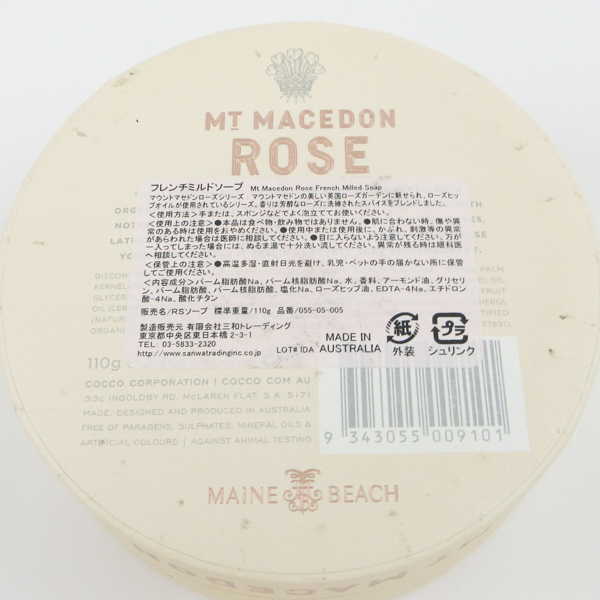 MT MACEDON
ROSE
フレンチミルドソープ Mt Macedon Rose French Milled Soap
マウントマセドンローズシリーズ マウントマセドンの美しい英国ローズガーデンに魅せられ、ローズヒッ
プオイルが使用されているシリーズ。香りは芳醇なローズに洗練されたスパイスをブレンドしました。
＜使用方法＞手または、スポンジなどでよく泡立ててお使いください。
＜使用上の注意＞●本品は食べ物・飲み物ではありません。●肌に合わない時、傷や異
常のある時は使用をおやめください。●使用中または使用後に、かぶれ、刺激等の異常
があらわれた場合は医師に相談してください。●目に入らないよう注意してください。万が
一入ってしまった場合には、ぬるま湯で十分洗い流してください。異常が残る時は眼科医
へ相談してください。
＜保管上の注意＞●高温多湿・直射日光を避け、乳児・ペットの手の届かない所に保管
してご使用ください。
＜内容成分＞パーム脂肪酸Na、パーム核脂肪酸Na、水、香料、アーモンド油、グリセリ
ン、パーム脂肪酸、パーム核脂肪酸、塩化Na、ローズヒップ油、EDTA-4Na、エチドロン
酸-4Na、酸化チタン
販売名/RSソープ 標準重量/110g 品番/055-05-005
製造販売元 有限会社三和トレーディング
東京都中央区東日本橋2-3-1
TEL: 03-5833-2320
http://www.sanwatradinginc.co.jp
LOT# IDA
MADE IN
AUSTRALIA
紙
外装
プラ
シュリンク
110g
COCCO CORPORATION | COCCO COM AU
33c INGOLDBY RD, McLAREN FLAT, S.A. 5171
MADE, DESIGNED AND PRODUCED IN AUSTRALIA
FREE OF PARABENS, SULPHATES, MINERAL OILS &
ARTIFICIAL COLOURS | AGAINST ANIMAL TESTING
9 343055 009101
MAINE BEACH